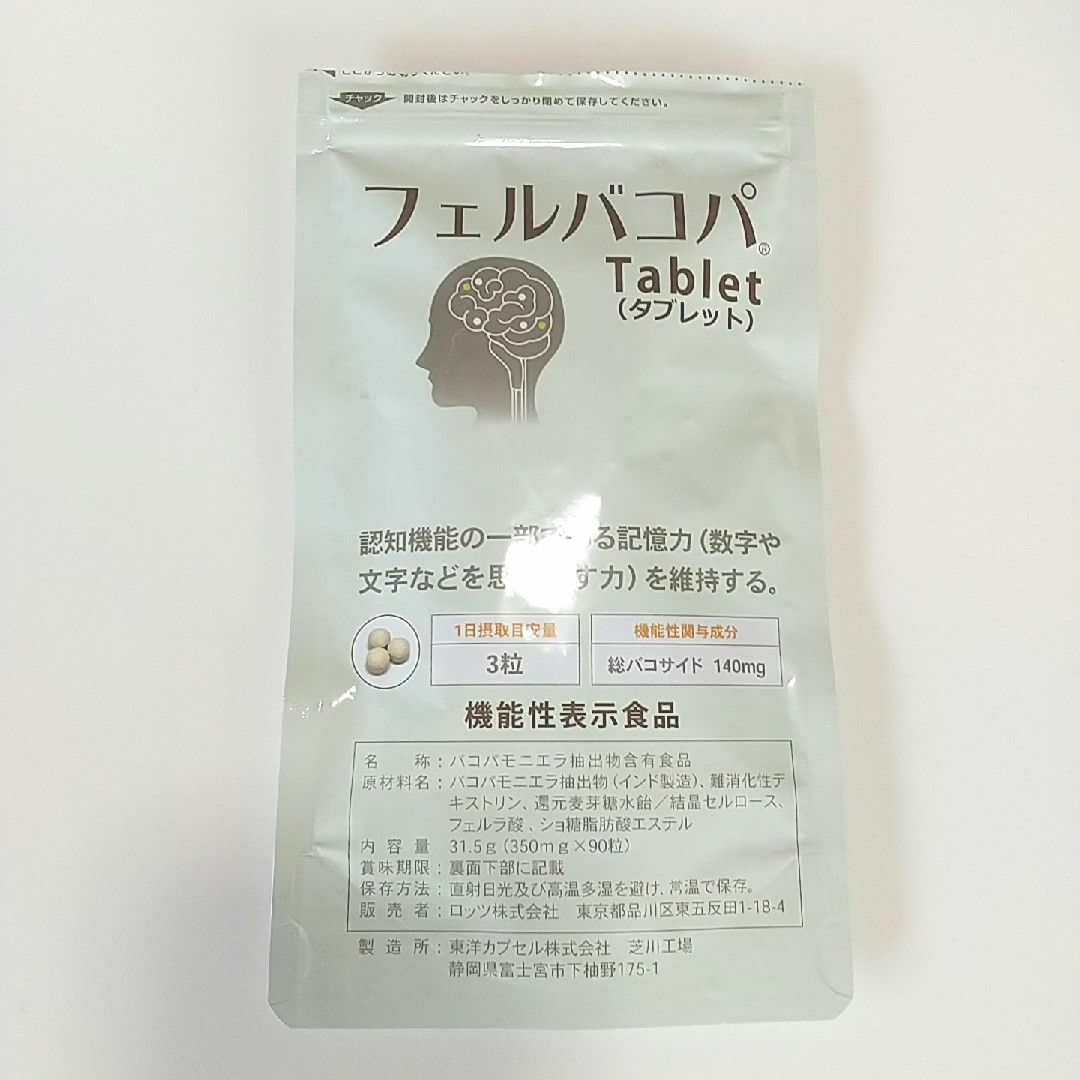 チャック 開封後はチャックをしっかり閉めて保存してください。
フェルバコパ®
Tablet
(タブレット)
認知機能の一部 る記憶力(数字や
文字などを思 す力)を維持する。
1日摂取目安量
3粒
機能性関与成分
総バコサイド 140mg
機能性表示食品
名称:バコパモニエラ抽出物含有食品
原材料名:バコパモニエラ抽出物(インド製造)、難消化性デ
キストリン、還元麦芽糖水飴/結晶セルロース、
フェルラ酸、ショ糖脂肪酸エステル
内容量 31.5g(350mg×90粒)
賞味期限:裏面下部に記載
保存方法:直射日光及び高温多湿を避け、常温で保存。
販売者:ロッツ株式会社 東京都品川区東五反田1-18-4
製造所:東洋カプセル株式会社 芝川工場
静岡県富士宮市下柚野175-1